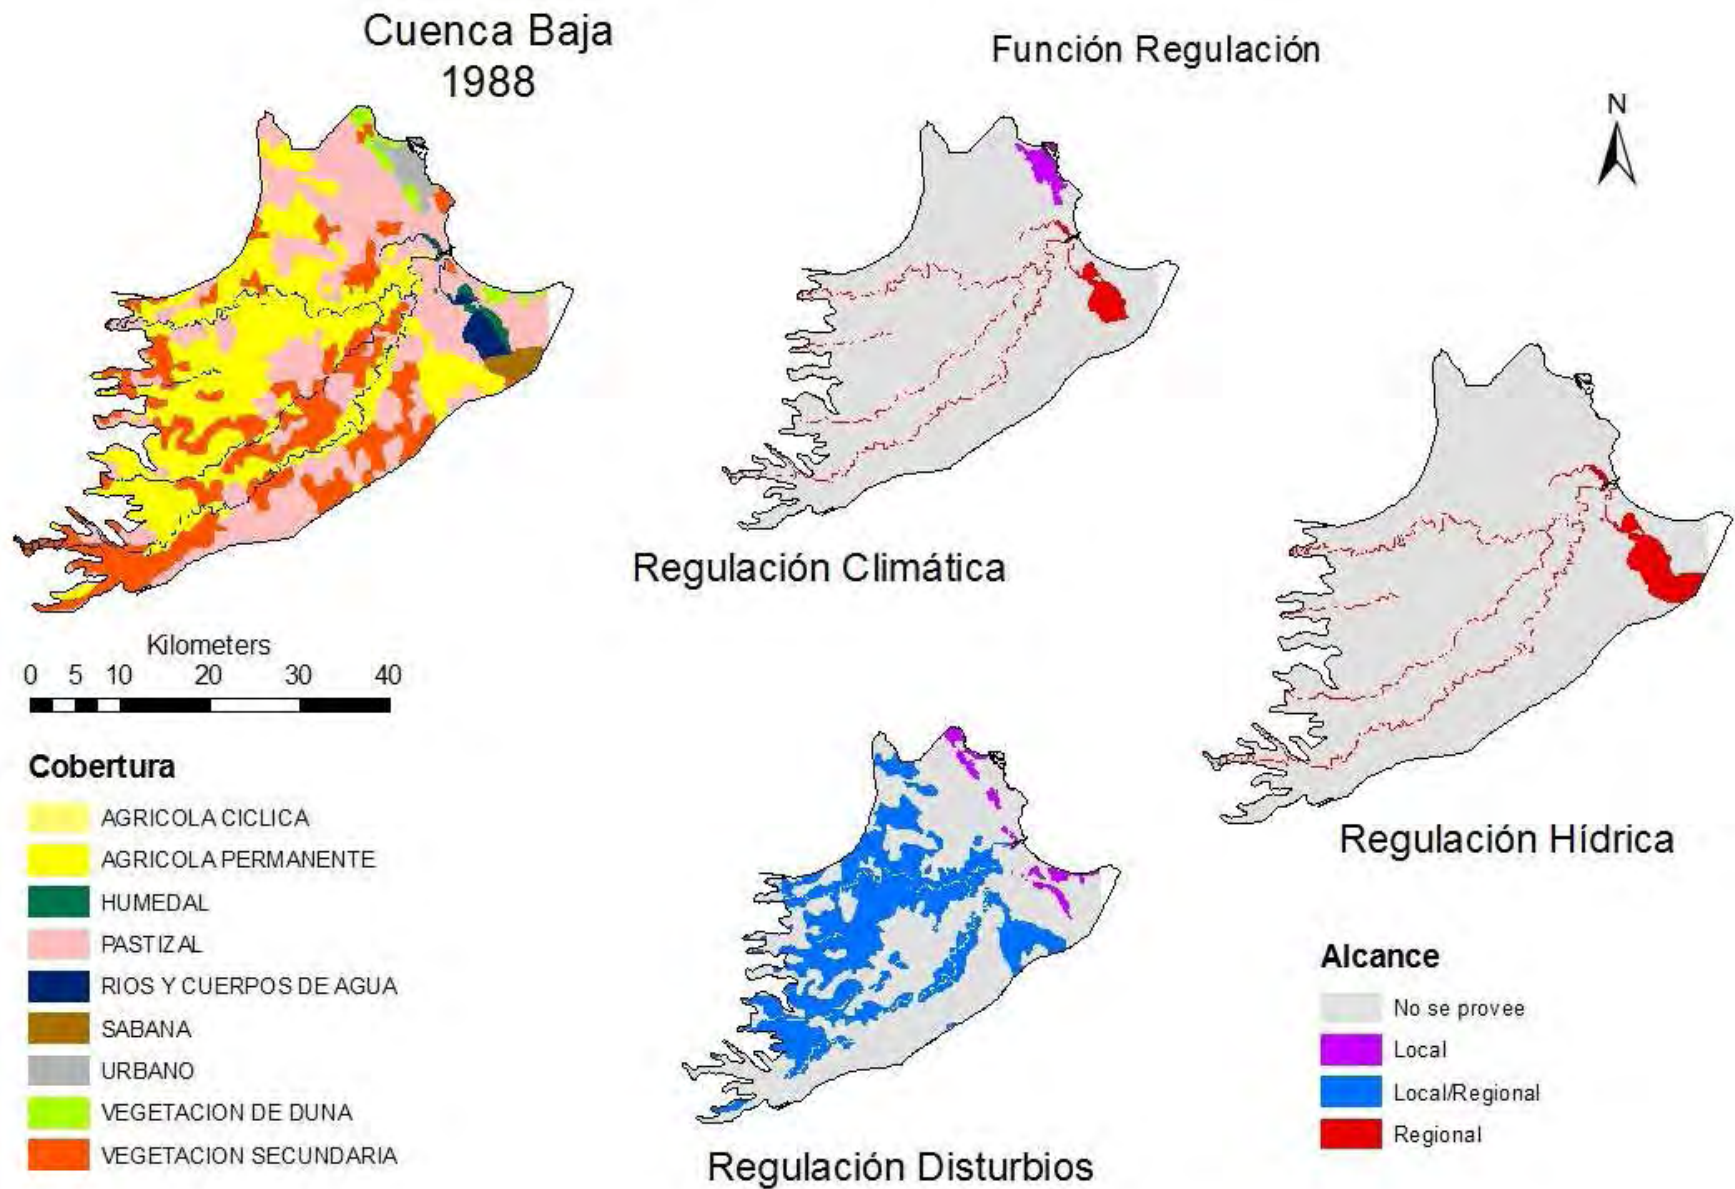 Cuenca Baja
1988
Función Regulación
N
Regulación Climática
Kilometers
0 5 10 20 30 40
Cobertura
AGRICOLA CICLICA
AGRICOLA PERMANENTE
HUMEDAL
PASTIZAL
RIOS Y CUERPOS DE AGUA
SABANA
URBANO
VEGETACION DE DUNA
VEGETACION SECUNDARIA
Regulación Disturbios
Regulación Hídrica
Alcance
No se provee
Local
Local/Regional
Regional